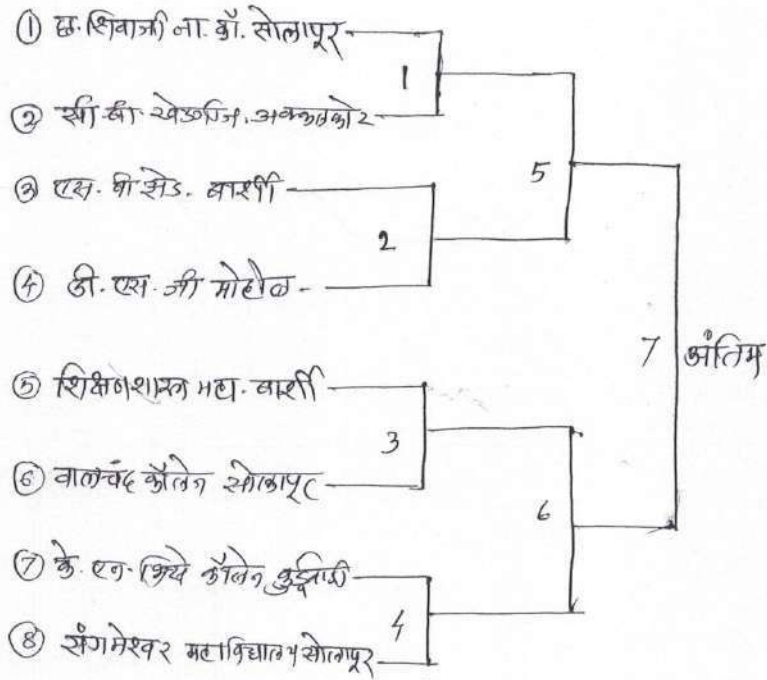 ① छ. शिवाजी ना. कॉ. सोलापूर
② सी. बी. खेडगीज. अक्कलकोट
③ एस. बी झेड. बार्शी
④ डी. एस. जी मोहोळ
⑤ शिक्षणशास्त्र महा. बार्शी
⑥ वालचंद कॉलेज सोलापूर
⑦ के. एन. भिसे कॉलेज, कुर्डूवाडी
⑧ संगमेश्वर महाविद्यालय सोलापूर
1
2
3
4
5
6
7 अंतिम